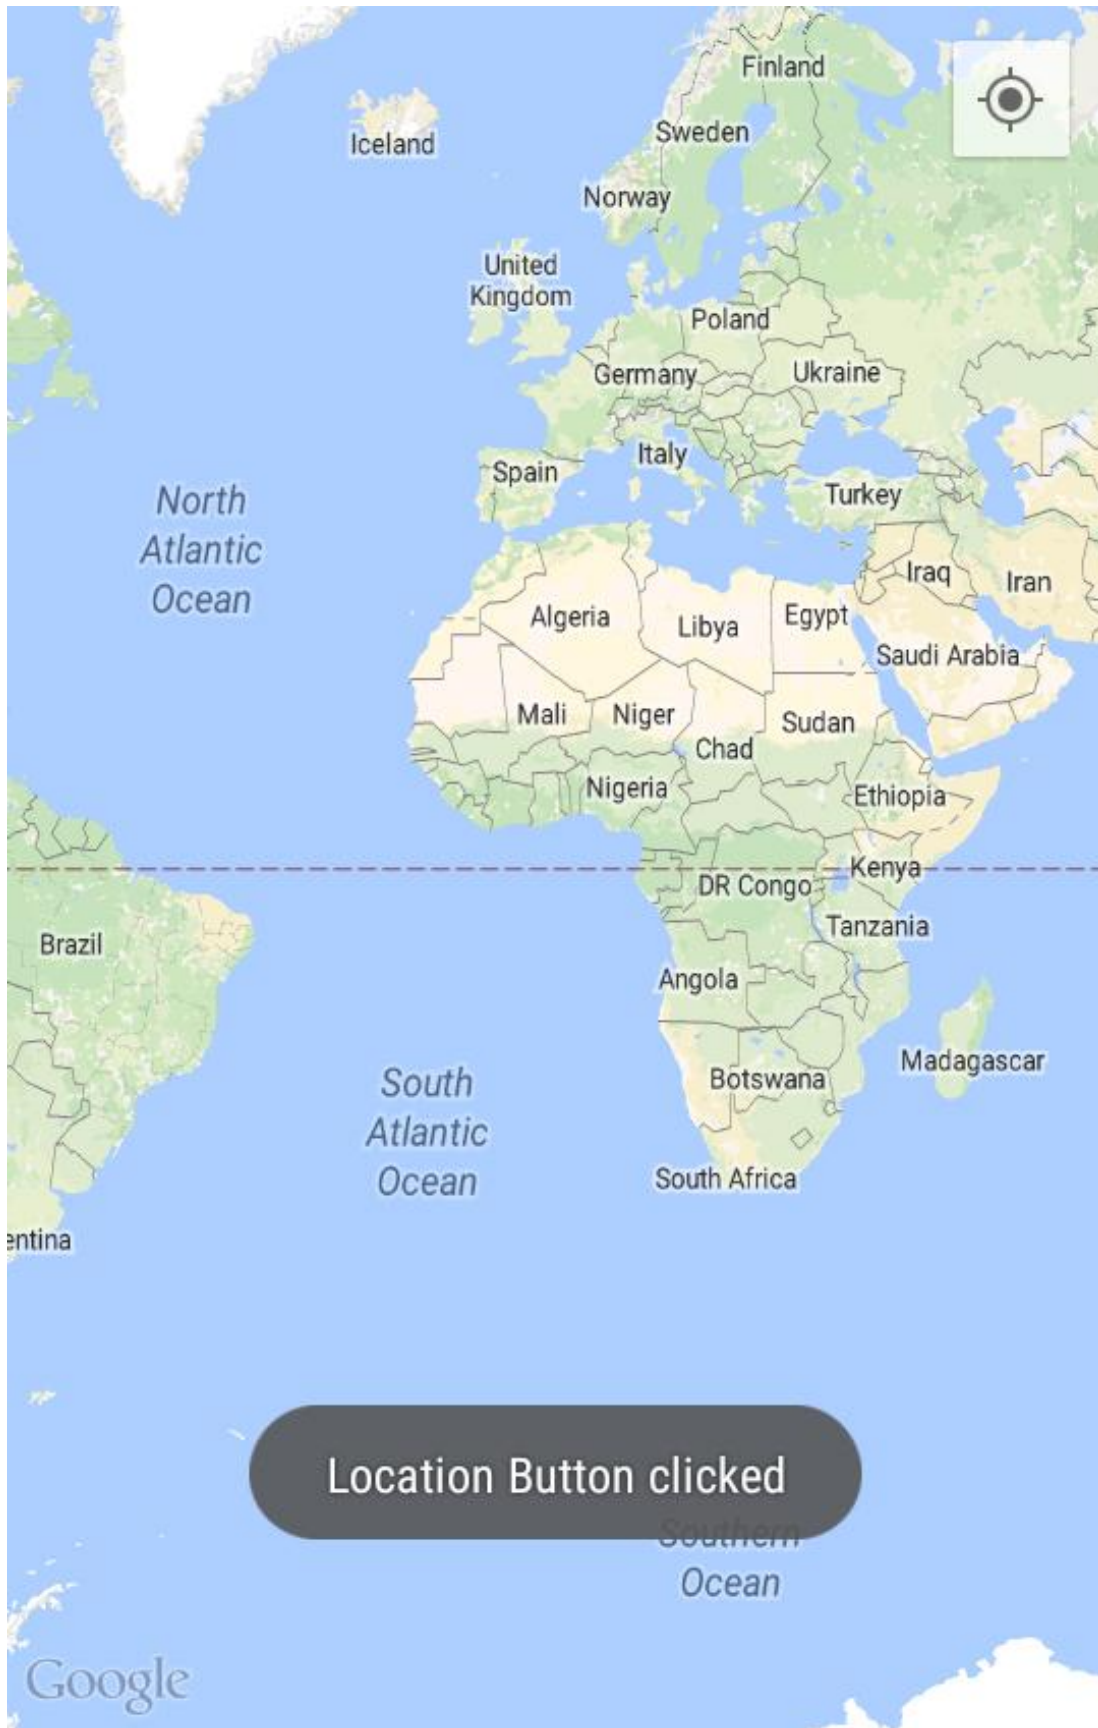 Finland
Sweden
Iceland
Norway
United
Kingdom
Poland
Germany
Ukraine
Italy
Spain
Turkey
North
Atlantic
Ocean
Iraq
Iran
Algeria
Libya
Egypt
Saudi Arabia
Mali
Niger
Sudan
Chad
Nigeria
Ethiopia
Kenya
DR Congo
Tanzania
Brazil
Angola
Madagascar
Botswana
South
Atlantic
Ocean
South Africa
entina
Location Button clicked
Southern
Ocean
Google